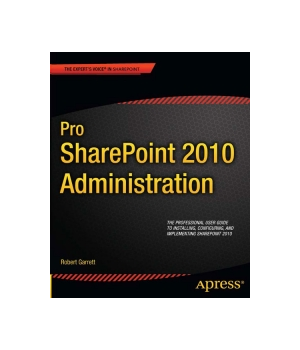 THE EXPERT'S VOICE® IN SHAREPOINT
Pro
SharePoint 2010
Administration
THE PROFESSIONAL USER GUIDE
TO INSTALLING, CONFIGURING, AND
IMPLEMENTING SHAREPOINT 2010
Robert Garrett
Apress®